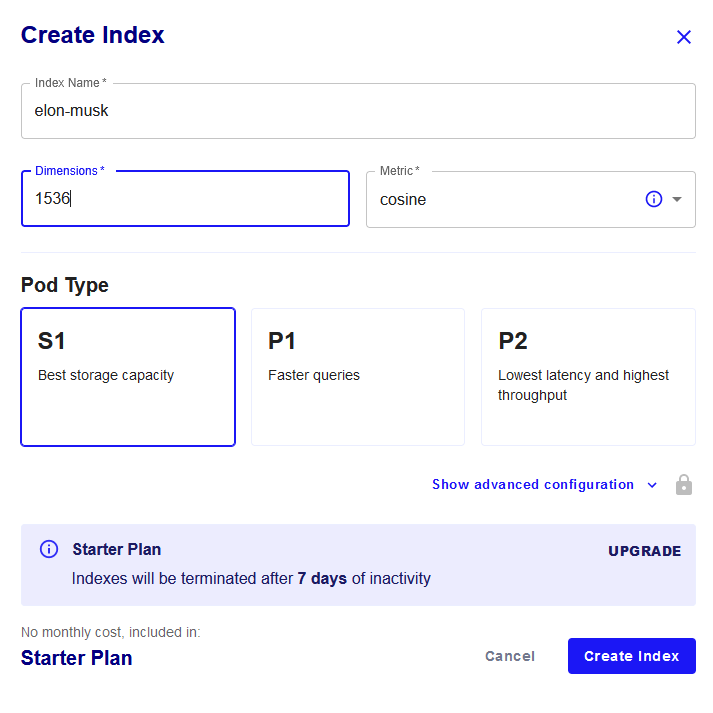 Create Index
Index Name *
elon-musk
Dimensions *
Metric *
1536
cosine
Pod Type
S1
Best storage capacity
P1
Faster queries
P2
Lowest latency and highest
throughput
Show advanced configuration
Starter Plan
UPGRADE
Indexes will be terminated after 7 days of inactivity
No monthly cost, included in:
Starter Plan
Cancel
Create Index